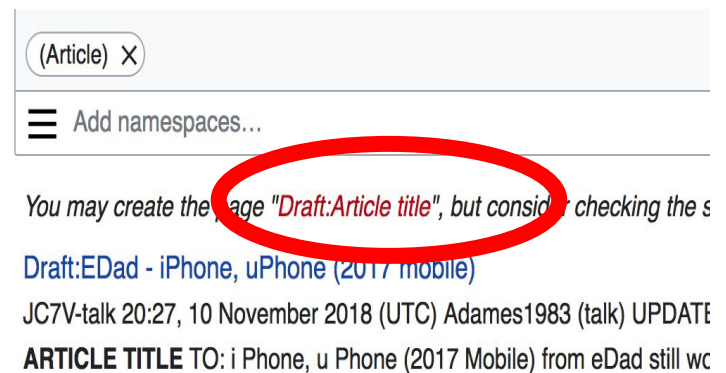 (Article) X
Add namespaces...
You may create the page "Draft:Article title", but consider checking the s
Draft:EDad - iPhone, uPhone (2017 mobile)
JC7V-talk 20:27, 10 November 2018 (UTC) Adames1983 (talk) UPDATE
ARTICLE TITLE TO: i Phone, u Phone (2017 Mobile) from eDad still wo